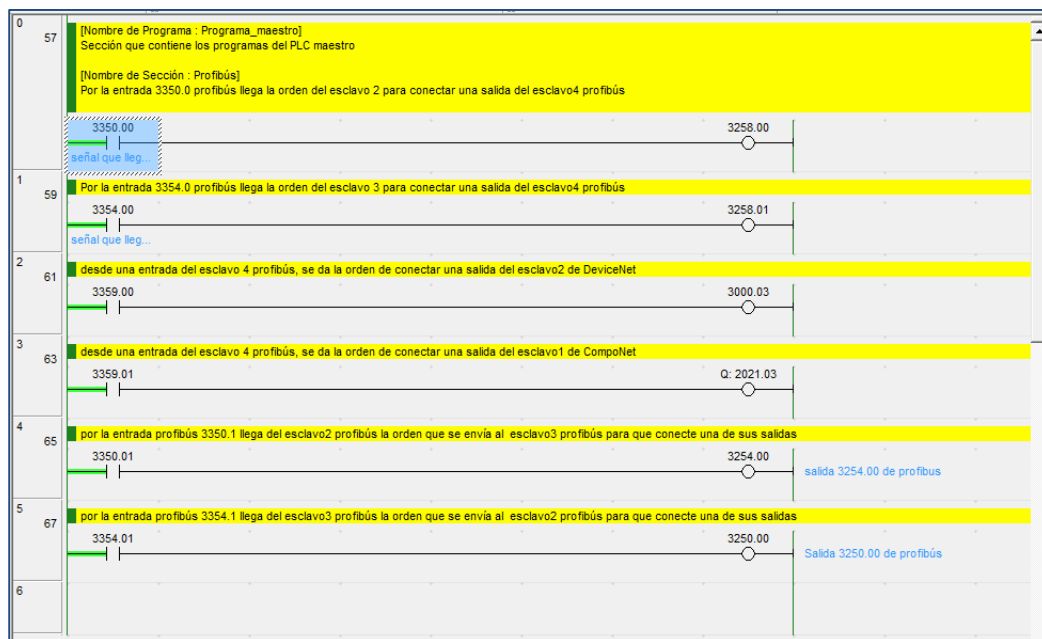 0
57
[Nombre de Programa : Programa_maestro]
Sección que contiene los programas del PLC maestro
[Nombre de Sección : Profibús]
Por la entrada 3350.0 profibús llega la orden del esclavo 2 para conectar una salida del esclavo4 profibús
3350.00
3258.00
señal que lleg...
1
59
Por la entrada 3354.0 profibús llega la orden del esclavo 3 para conectar una salida del esclavo4 profibús
3354.00
3258.01
señal que lleg...
2
61
desde una entrada del esclavo 4 profibús, se da la orden de conectar una salida del esclavo2 de DeviceNet
3359.00
3000.03
3
63
desde una entrada del esclavo 4 profibús, se da la orden de conectar una salida del esclavo1 de CompoNet
3359.01
Q: 2021.03
4
65
por la entrada profibús 3350.1 llega del esclavo2 profibús la orden que se envía al esclavo3 profibús para que conecte una de sus salidas
3350.01
3254.00
salida 3254.00 de profibus
5
67
por la entrada profibús 3354.1 llega del esclavo3 profibús la orden que se envía al esclavo2 profibús para que conecte una de sus salidas
3354.01
3250.00
Salida 3250.00 de profibús
6